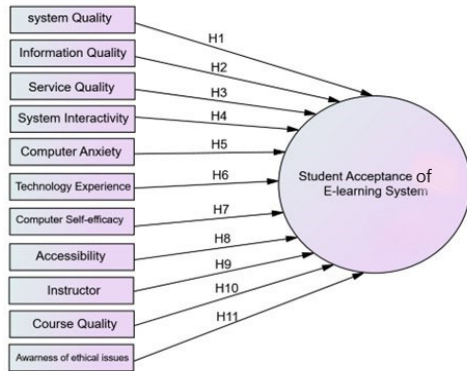 system Quality
H1
Information Quality
H2
Service Quality
H3
System Interactivity
H4
Computer Anxiety
H5
Technology Experience
H6
Computer Self-efficacy
H7
Accessibility
H8
Instructor
H9
Course Quality
H10
Awarness of ethical issues
H11
Student Acceptance of
E-learning System